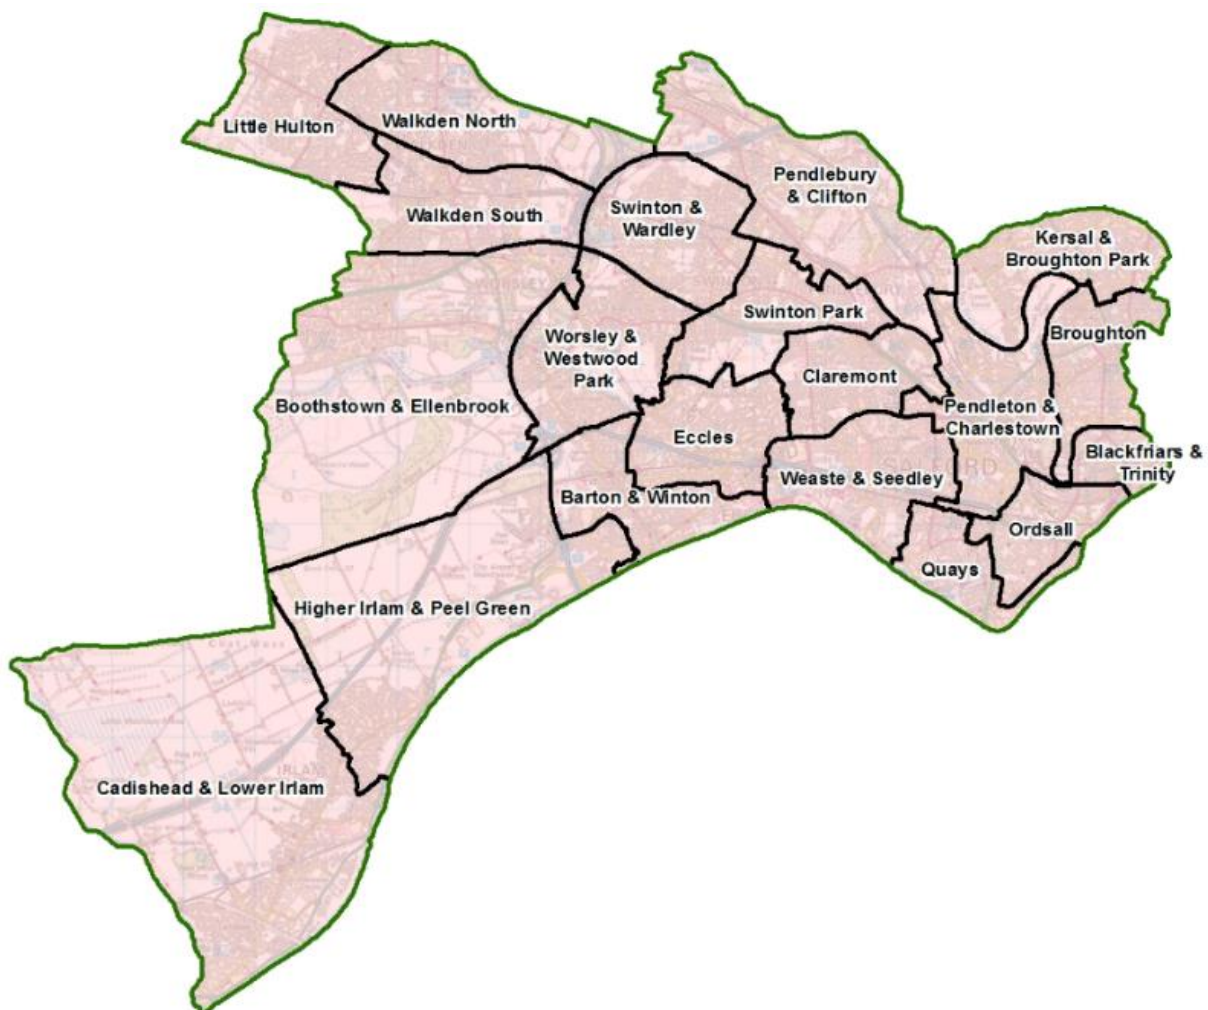 Little Hulton
Walkden North
Pendlebury
& Clifton
Walkden South
Swinton &
Wardley
Kersal &
Broughton Park
Swinton Park
Broughton
Worsley &
Westwood
Park
Claremont
Boothstown & Ellenbrook
Pendleton &
Charlestown
Eccles
Blackfriars &
Trinity
Weaste & Seedley
Barton & Winton
Ordsall
Quays
Higher Irlam & Peel Green
Cadishead & Lower Irlam